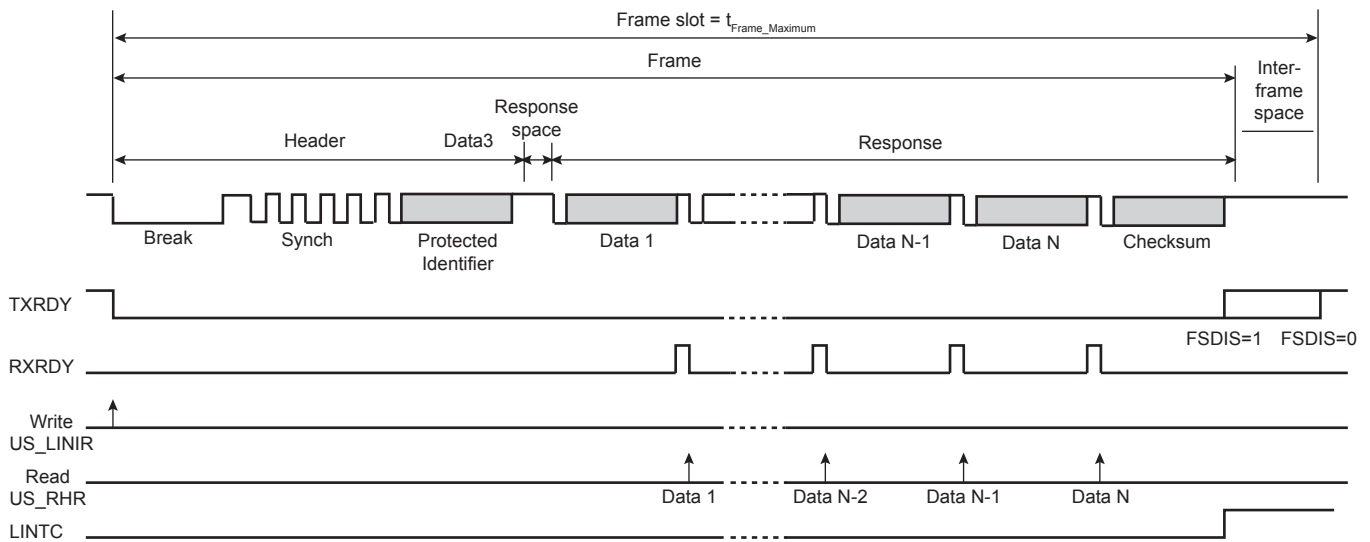 Frame slot = tFrame_Maximum
Frame
Inter-
frame
space
Response
space
Header
Data3
Response
Break
Synch
Protected
Identifier
Data 1
Data N-1
Data N
Checksum
TXRDY
FSDIS=1 FSDIS=0
RXRDY
Write
US_LINIR
Read
US_RHR
Data 1
Data N-2
Data N-1
Data N
LINTC